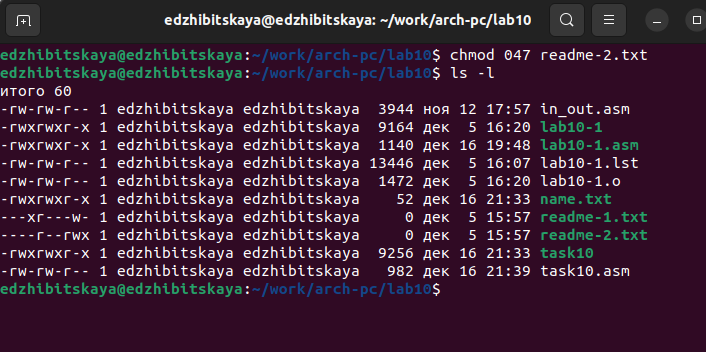 edzhibitskaya@edzhibitskaya: ~/work/arch-pc/lab10
edzhibitskaya@edzhibitskaya:~/work/arch-pc/lab10$ chmod 047 readme-2.txt
edzhibitskaya@edzhibitskaya:~/work/arch-pc/lab10$ ls -l
итого 60
-rw-rw-r-- 1 edzhibitskaya edzhibitskaya  3944 ноя 12 17:57 in_out.asm
-rwxrwxr-x 1 edzhibitskaya edzhibitskaya  9164 дек  5 16:20 lab10-1
-rwxrwxr-x 1 edzhibitskaya edzhibitskaya  1140 дек 16 19:48 lab10-1.asm
-rw-rw-r-- 1 edzhibitskaya edzhibitskaya 13446 дек  5 16:07 lab10-1.lst
-rw-rw-r-- 1 edzhibitskaya edzhibitskaya  1472 дек  5 16:20 lab10-1.o
-rwxrwxr-x 1 edzhibitskaya edzhibitskaya    52 дек 16 21:33 name.txt
---xr---w- 1 edzhibitskaya edzhibitskaya     0 дек  5 15:57 readme-1.txt
----r--rwx 1 edzhibitskaya edzhibitskaya     0 дек  5 15:57 readme-2.txt
-rwxrwxr-x 1 edzhibitskaya edzhibitskaya  9256 дек 16 21:33 task10
-rw-rw-r-- 1 edzhibitskaya edzhibitskaya   982 дек 16 21:39 task10.asm
edzhibitskaya@edzhibitskaya:~/work/arch-pc/lab10$